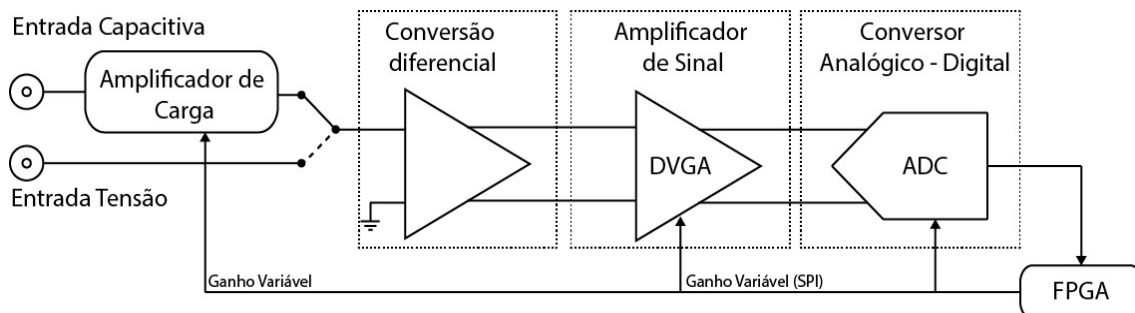 Entrada Capacitiva
Amplificador de
Carga
Entrada Tensão
Conversão
diferencial
Amplificador
de Sinal
DVGA
Conversor
Analógico - Digital
ADC
Ganho Variável
Ganho Variável (SPI)
FPGA